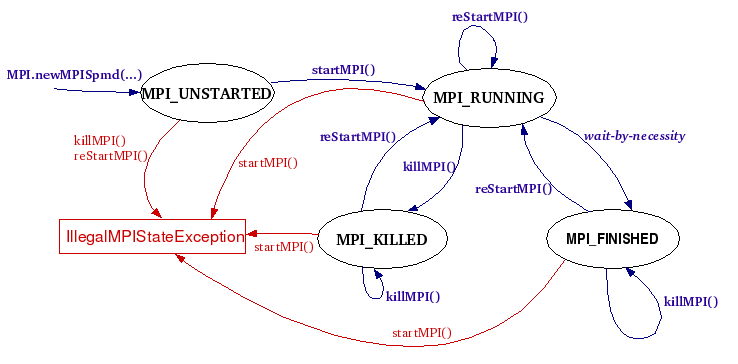 reStartMPI()
MPI.newMPISpmd(...)
startMPI()
MPI_UNSTARTED
MPI_RUNNING
killMPI()
reStartMPI()
reStartMPI()
wait-by-necessity
startMPI()
killMPI()
reStartMPI()
IllegalMPIStateException
startMPI()
MPI_KILLED
MPI_FINISHED
killMPI()
killMPI()
startMPI()